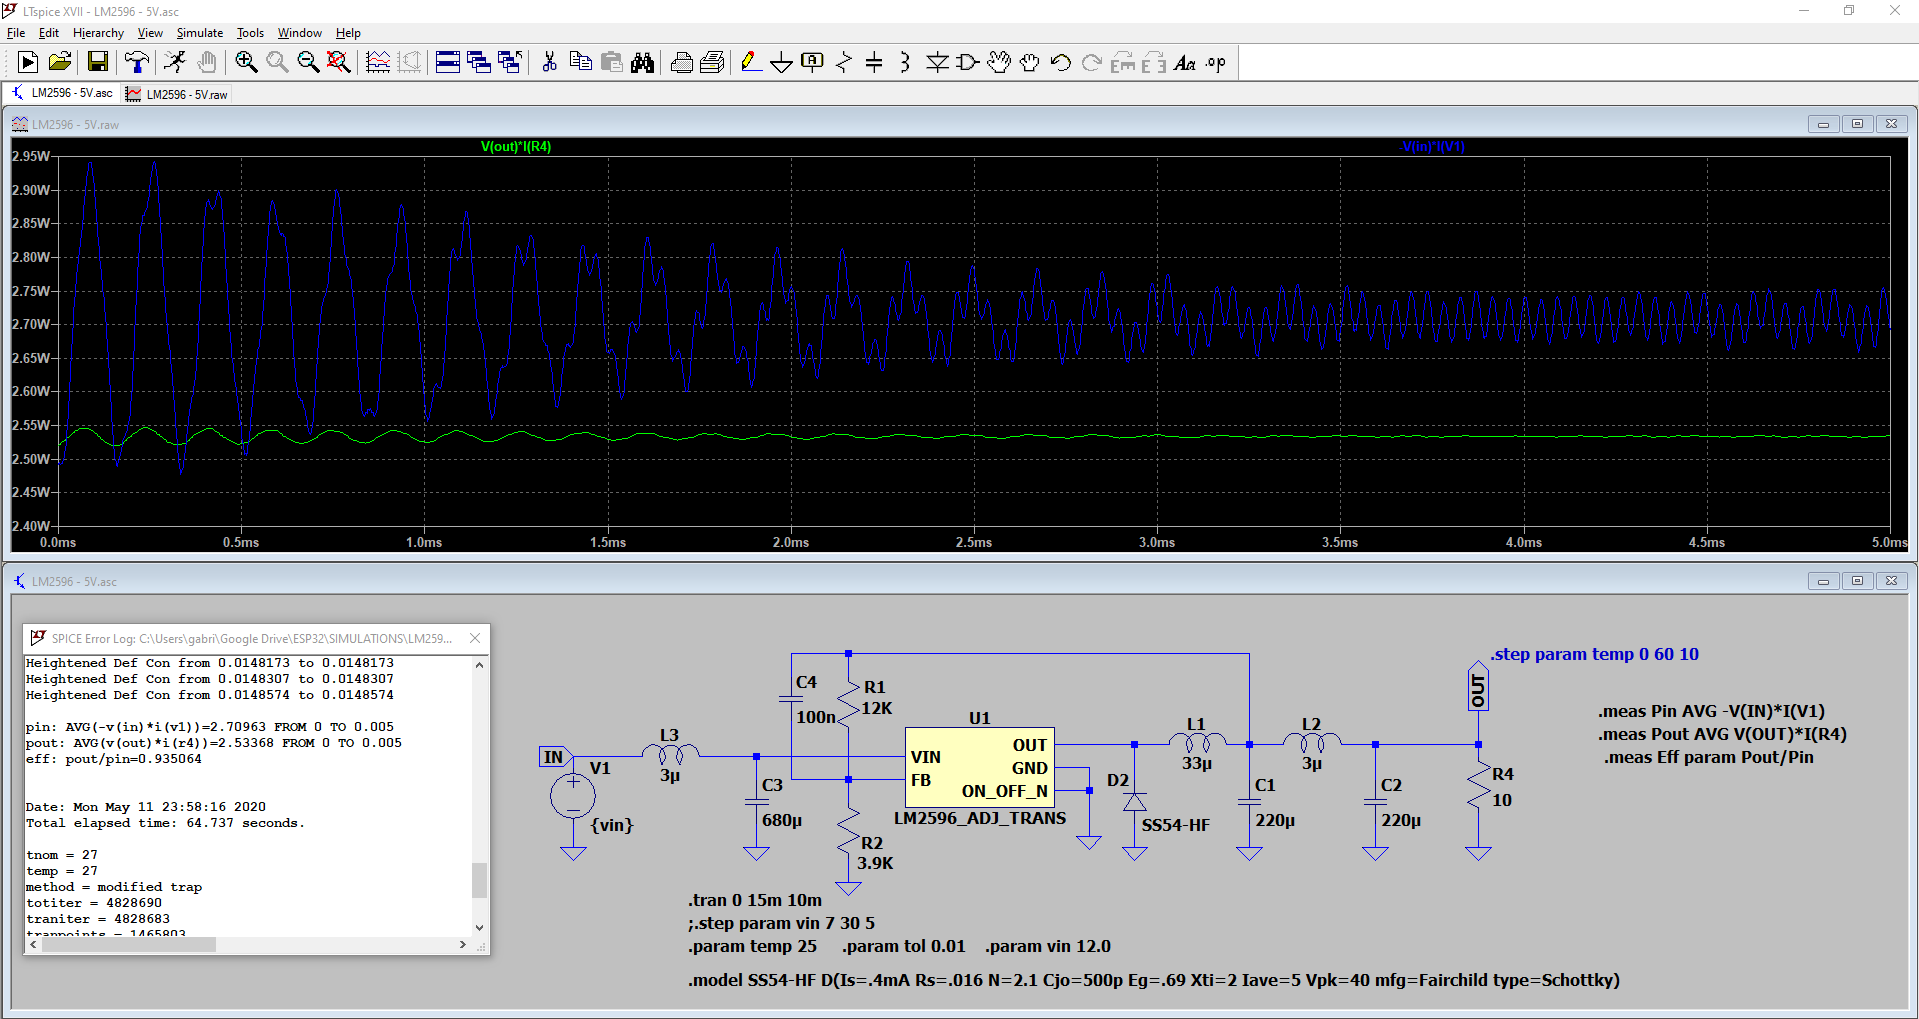 LTspice XVII - LM2596 - 5V.asc
File Edit Hierarchy View Simulate Tools Window Help
LM2596 - 5V.asc LM2596 - 5V.raw
LM2596 - 5V.raw
V(out)*I(R4) -V(in)*I(V1)
2.95W
2.90W
2.85W
2.80W
2.75W
2.70W
2.65W
2.60W
2.55W
2.50W
2.45W
2.40W
0.0ms 0.5ms 1.0ms 1.5ms 2.0ms 2.5ms 3.0ms 3.5ms 4.0ms 4.5ms 5.0ms
LM2596 - 5V.asc
SPICE Error Log: C:\Users\gabri\Google Drive\ESP32\SIMULATIONS\LM259...
Heightened Def Con from 0.0148173 to 0.0148173
Heightened Def Con from 0.0148307 to 0.0148307
Heightened Def Con from 0.0148574 to 0.0148574
pin: AVG(-v(in)*i(v1))=2.70963 FROM 0 TO 0.005
pout: AVG(v(out)*i(r4))=2.53368 FROM 0 TO 0.005
eff: pout/pin=0.935064
Date: Mon May 11 23:58:16 2020
Total elapsed time: 64.737 seconds.
tnom = 27
temp = 27
method = modified trap
totiter = 4828690
traniter = 4828683
tranpoints = 1465803
IN
V1
{vin}
L3
3µ
C3
680µ
C4
100n
R1
12K
R2
3.9K
U1
VIN
FB
OUT
GND
ON_OFF_N
LM2596_ADJ_TRANS
D2
SS54-HF
L1
33µ
C1
220µ
L2
3µ
C2
220µ
OUT
R4
10
.step param temp 0 60 10
.meas Pin AVG -V(IN)*I(V1)
.meas Pout AVG V(OUT)*I(R4)
.meas Eff param Pout/Pin
.tran 0 15m 10m
;.step param vin 7 30 5
.param temp 25 .param tol 0.01 .param vin 12.0
.model SS54-HF D(Is=.4mA Rs=.016 N=2.1 Cjo=500p Eg=.69 Xti=2 Iave=5 Vpk=40 mfg=Fairchild type=Schottky)